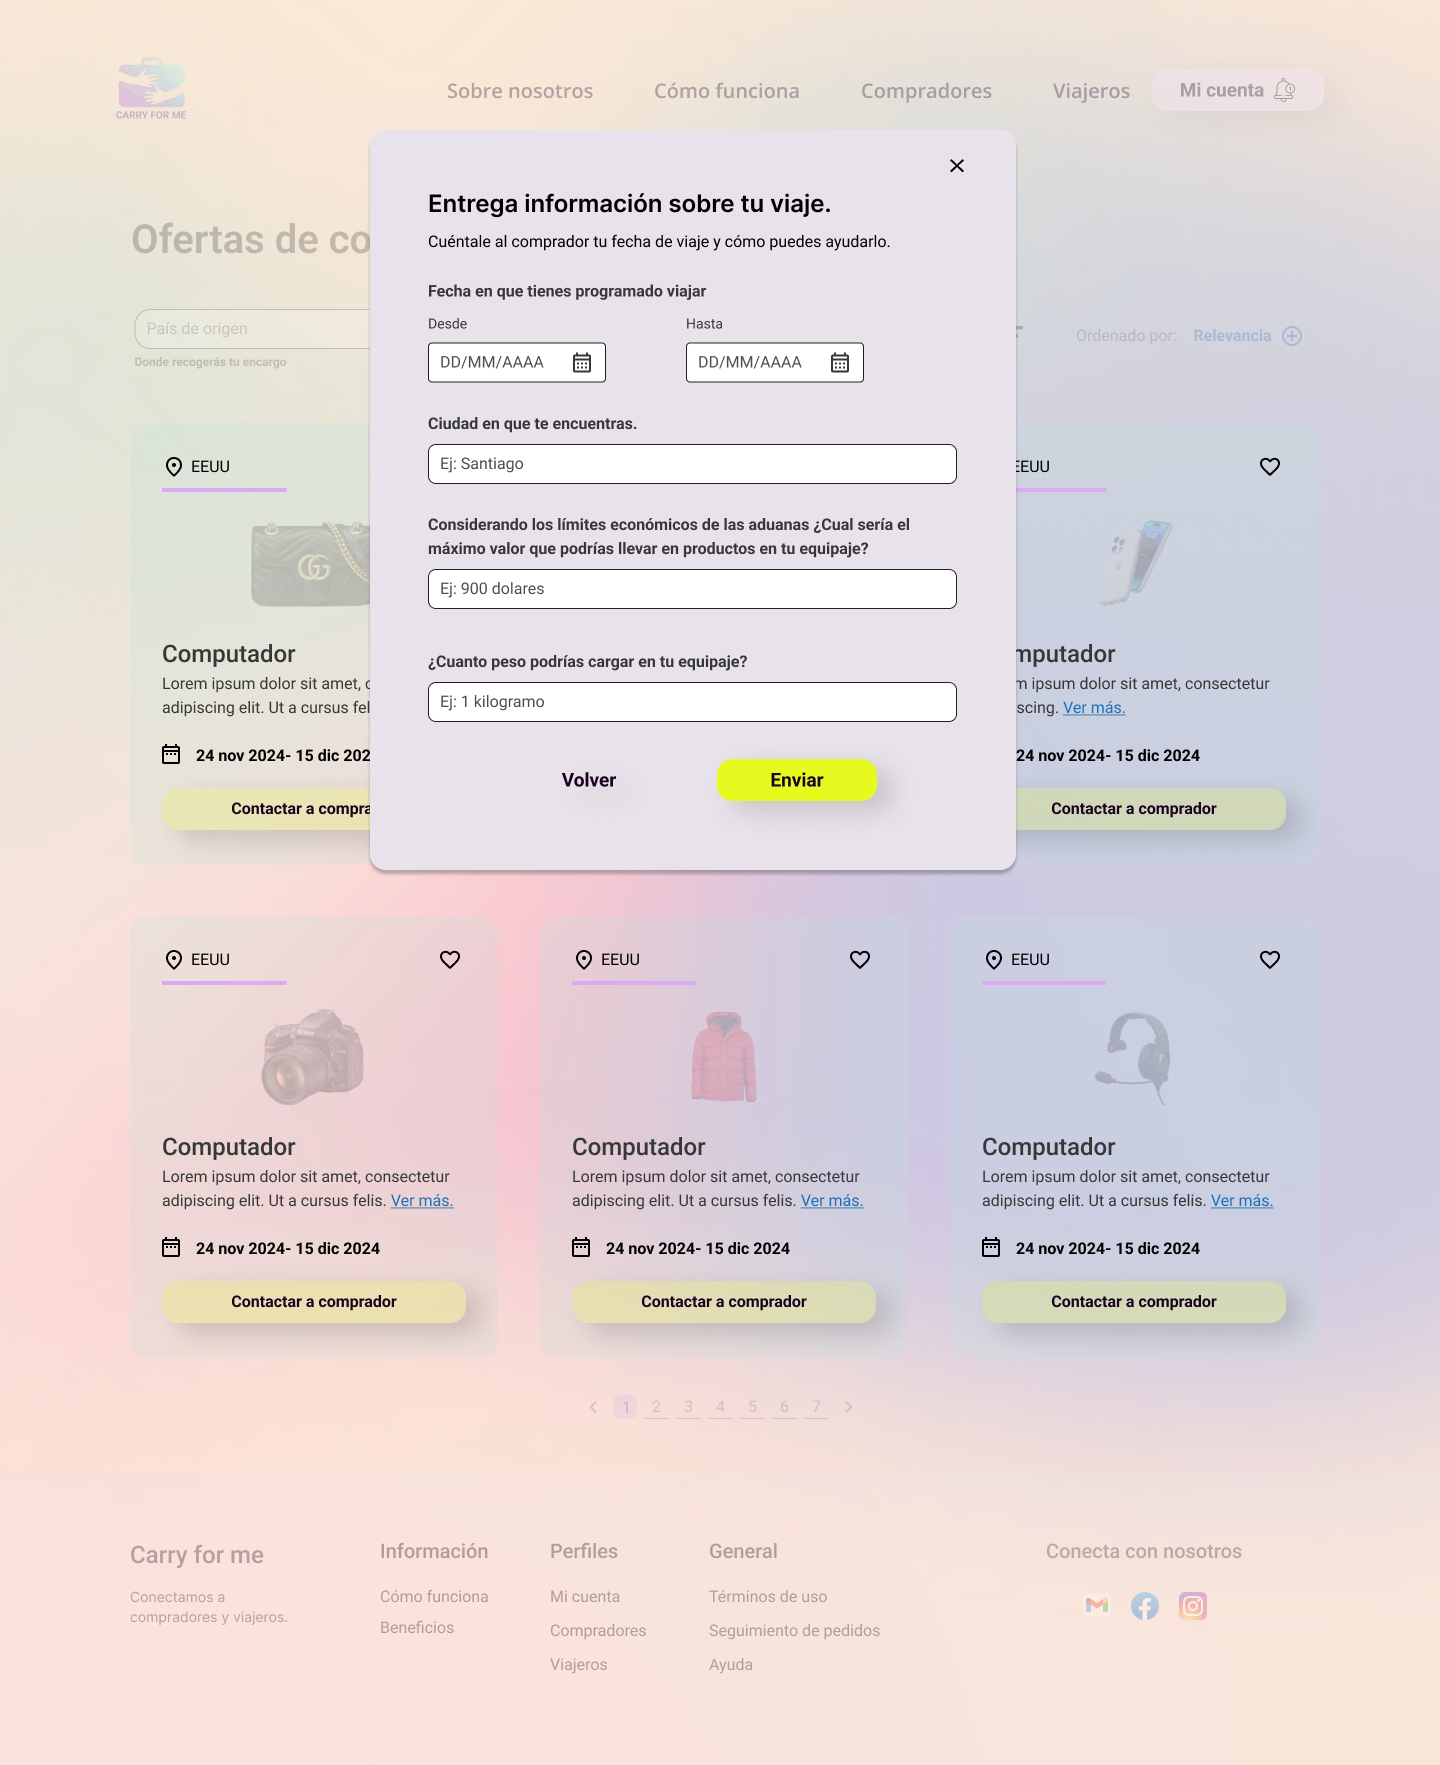 CARRY FOR ME
Sobre nosotros
Cómo funciona
Compradores
Viajeros
Mi cuenta
Ofertas de co
País de origen
Donde recogerás tu encargo
Ordenado por: Relevancia
Entrega información sobre tu viaje.
Cuéntale al comprador tu fecha de viaje y cómo puedes ayudarlo.
Fecha en que tienes programado viajar
Desde
Hasta
DD/MM/AAAA
DD/MM/AAAA
Ciudad en que te encuentras.
Ej: Santiago
Considerando los límites económicos de las aduanas ¿Cual sería el
máximo valor que podrías llevar en productos en tu equipaje?
Ej: 900 dolares
¿Cuanto peso podrías cargar en tu equipaje?
Ej: 1 kilogramo
Volver
Enviar
EEUU
Computador
Lorem ipsum dolor sit amet, c
adipiscing elit. Ut a cursus fel
24 nov 2024- 15 dic 202
Contactar a compra
EEUU
mputador
m ipsum dolor sit amet, consectetur
scing. Ver más.
24 nov 2024- 15 dic 2024
Contactar a comprador
EEUU
Nikon
Computador
Lorem ipsum dolor sit amet, consectetur
adipiscing elit. Ut a cursus felis. Ver más.
24 nov 2024- 15 dic 2024
Contactar a comprador
EEUU
Computador
Lorem ipsum dolor sit amet, consectetur
adipiscing elit. Ut a cursus felis. Ver más.
24 nov 2024- 15 dic 2024
Contactar a comprador
EEUU
Computador
Lorem ipsum dolor sit amet, consectetur
adipiscing elit. Ut a cursus felis. Ver más.
24 nov 2024- 15 dic 2024
Contactar a comprador
1 2 3 4 5 6 7
Carry for me
Conectamos a
compradores y viajeros.
Información
Cómo funciona
Beneficios
Perfiles
Mi cuenta
Compradores
Viajeros
General
Términos de uso
Seguimiento de pedidos
Ayuda
Conecta con nosotros